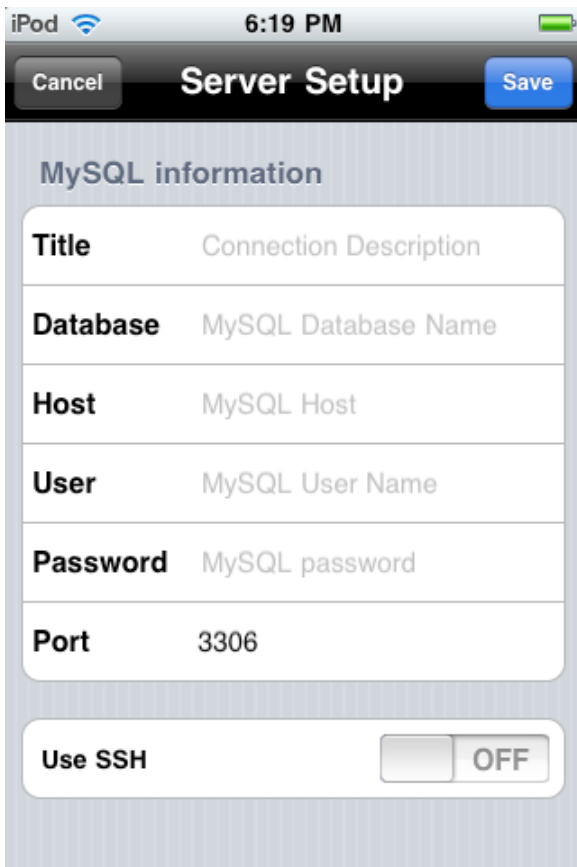 iPod 6:19 PM
Cancel Server Setup Save
MySQL information
Title Connection Description
Database MySQL Database Name
Host MySQL Host
User MySQL User Name
Password MySQL password
Port 3306
Use SSH OFF